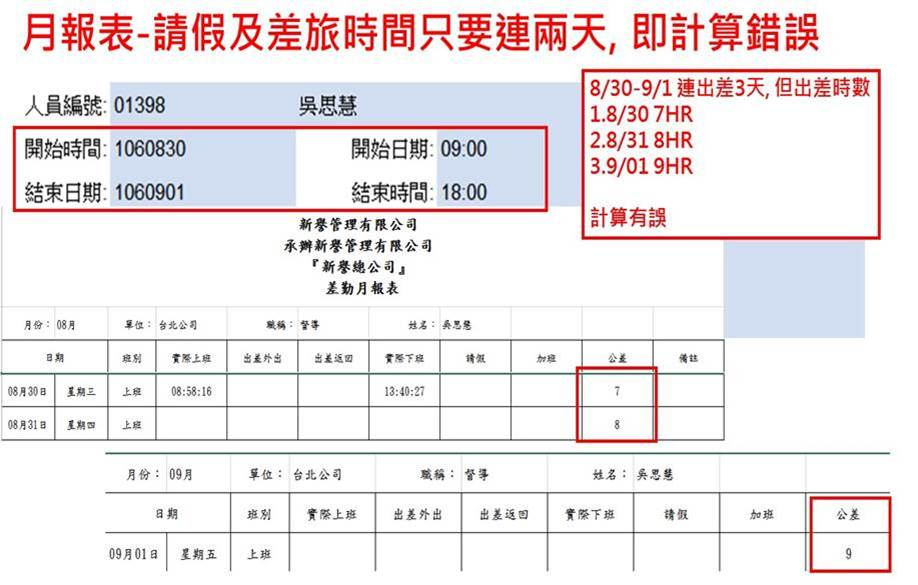 月報表-請假及差旅時間只要連兩天, 即計算錯誤
人員編號: 01398 吳思慧
開始時間: 1060830 開始日期: 09:00
結束日期: 1060901 結束時間: 18:00
8/30-9/1 連出差3天, 但出差時數
1.8/30 7HR
2.8/31 8HR
3.9/01 9HR
計算有誤
新譽管理有限公司
承辦新譽管理有限公司
『新譽總公司』
差勤月報表
月份： 08月 單位： 台北公司 職稱： 督導 姓名： 吳思慧
日期 班別 實際上班 出差外出 出差返回 實際下班 請假 加班 公差 備註
08月30日 星期三 上班 08:58:16 13:40:27 7
08月31日 星期四 上班 8
月份： 09月 單位： 台北公司 職稱： 督導 姓名： 吳思慧
日期 班別 實際上班 出差外出 出差返回 實際下班 請假 加班 公差
09月01日 星期五 上班 9